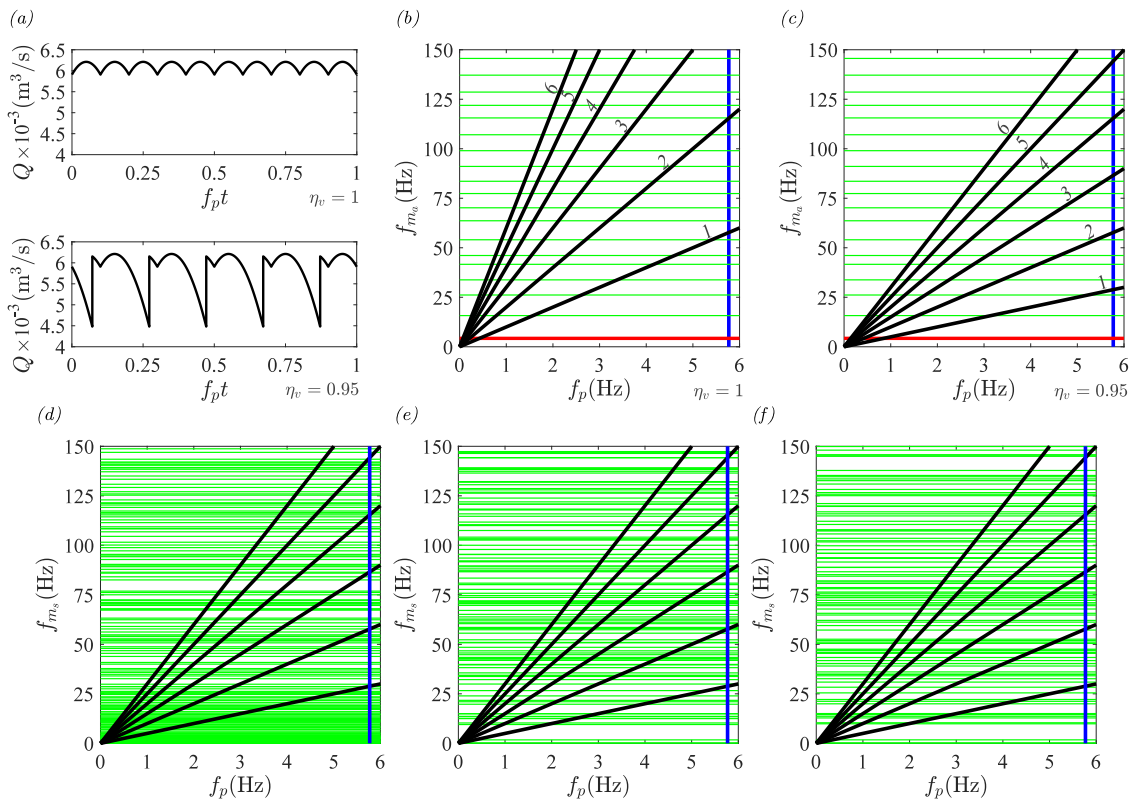 (a)
6.5
6
5.5
5
4.5
4
Q × 10⁻³ (m³/s)
0 0.25 0.5 0.75 1
f_p t
η_v = 1
6.5
6
5.5
5
4.5
4
Q × 10⁻³ (m³/s)
0 0.25 0.5 0.75 1
f_p t
η_v = 0.95
(b)
150
125
100
75
50
25
0
f_{m_a} (Hz)
6 5 4 3 2 1
0 1 2 3 4 5 6
f_p(Hz)
η_v = 1
(c)
150
125
100
75
50
25
0
f_{m_a} (Hz)
6 5 4 3 2 1
0 1 2 3 4 5 6
f_p(Hz)
η_v = 0.95
(d)
150
125
100
75
50
25
0
f_{m_s} (Hz)
0 1 2 3 4 5 6
f_p(Hz)
(e)
150
125
100
75
50
25
0
f_{m_s} (Hz)
0 1 2 3 4 5 6
f_p(Hz)
(f)
150
125
100
75
50
25
0
f_{m_s} (Hz)
0 1 2 3 4 5 6
f_p(Hz)